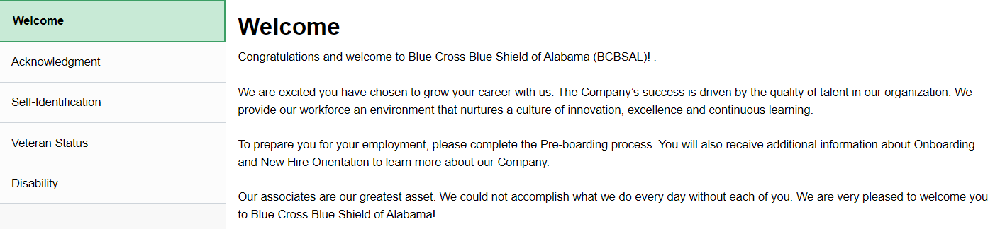 Welcome
Acknowledgment
Self-Identification
Veteran Status
Disability
Welcome
Congratulations and welcome to Blue Cross Blue Shield of Alabama (BCBSAL)! .
We are excited you have chosen to grow your career with us. The Company’s success is driven by the quality of talent in our organization. We
provide our workforce an environment that nurtures a culture of innovation, excellence and continuous learning.
To prepare you for your employment, please complete the Pre-boarding process. You will also receive additional information about Onboarding
and New Hire Orientation to learn more about our Company.
Our associates are our greatest asset. We could not accomplish what we do every day without each of you. We are very pleased to welcome you
to Blue Cross Blue Shield of Alabama!